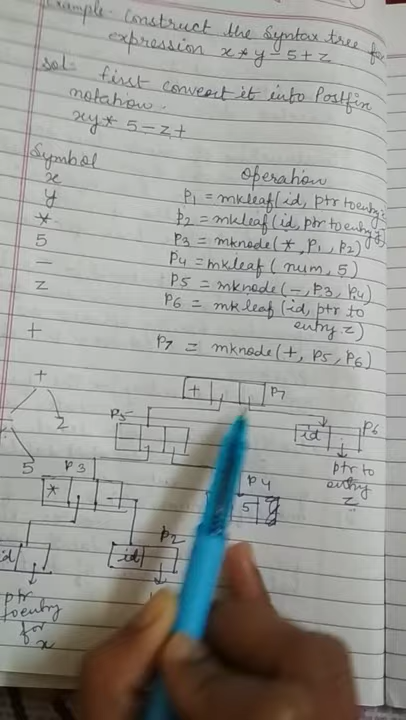 Example. Construct the Syntax tree for
expression x * y - 5 + z
sol: first convert it into Postfin
notation.
xy* 5 - z +
Symbol Operation
x P1 = mkleaf(id, ptr to entry x
y P2 = mkleaf(id, ptr to entry y)
* P3 = mknode(*, P1, P2)
5 P4 = mkleaf(num, 5)
- P5 = mknode(-, P3, P4)
z P6 = mkleaf(id, ptr to
entry z)
+ P7 = mknode(+, P5, P6)
+
z
5
+ P7
P5
id P6
ptr to
entry
z
P3
*
P4
5
id
P2
id
ptr
to entry
for
x